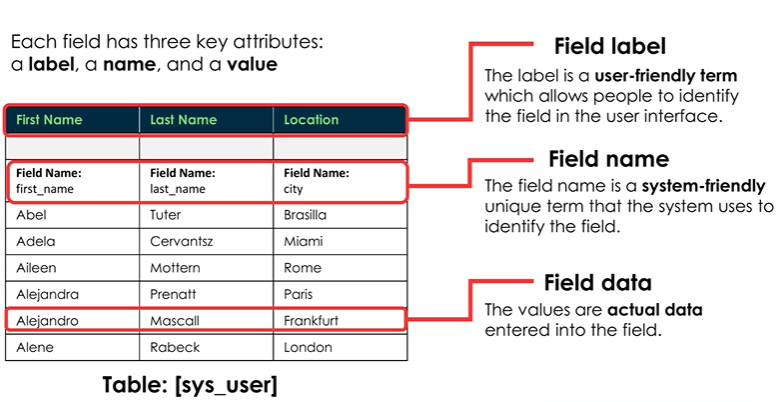 Each field has three key attributes:
a label, a name, and a value
First Name Last Name Location
Field Name: Field Name: Field Name:
first_name last_name city
Abel Tuter Brasilla
Adela Cervantsz Miami
Aileen Mottern Rome
Alejandra Prenatt Paris
Alejandro Mascall Frankfurt
Alene Rabeck London
Table: [sys_user]
Field label
The label is a user-friendly term
which allows people to identify
the field in the user interface.
Field name
The field name is a system-friendly
unique term that the system uses to
identify the field.
Field data
The values are actual data
entered into the field.